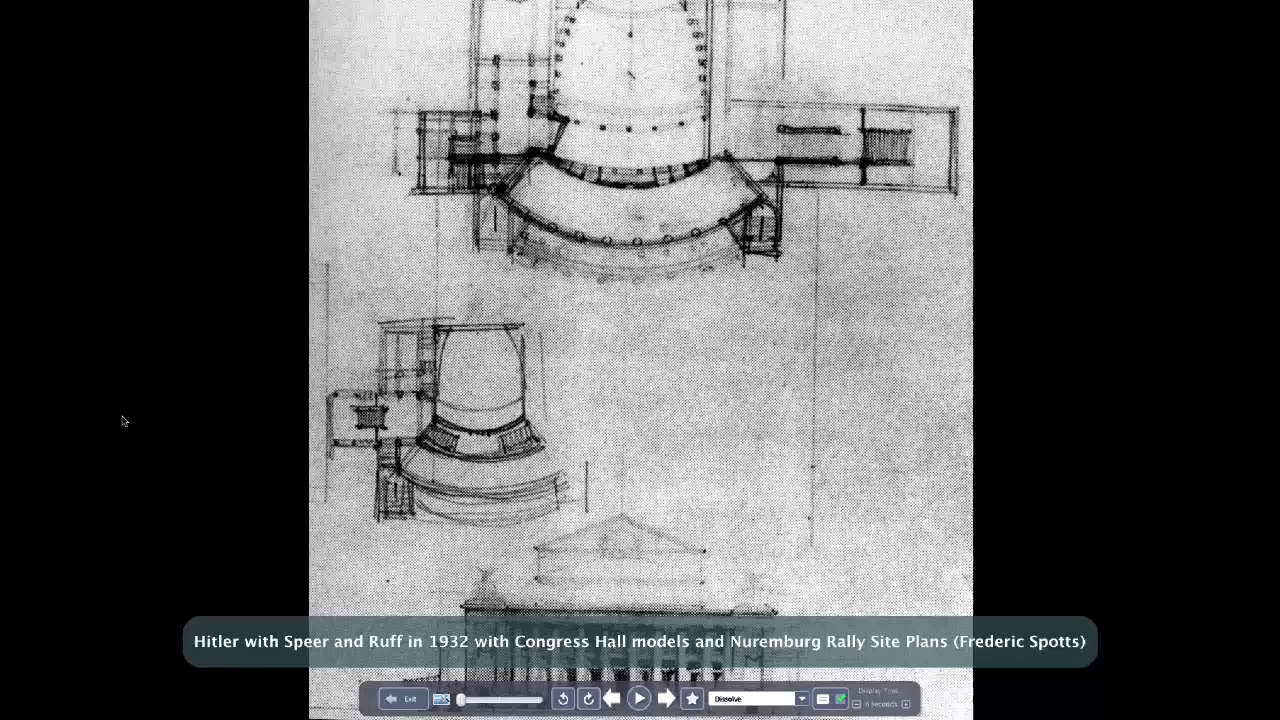 Hitler with Speer and Ruff in 1932 with Congress Hall models and Nuremburg Rally Site Plans (Frederic Spotts)
Exit
Dissolve
Display Time
6 seconds